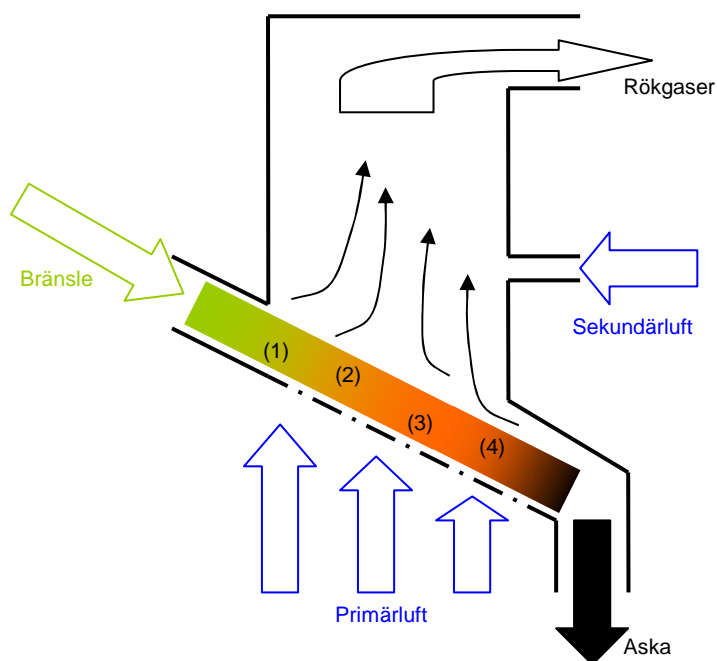 Rökgaser
Bränsle
Sekundärluft
(1)
(2)
(3)
(4)
Primärluft
Aska